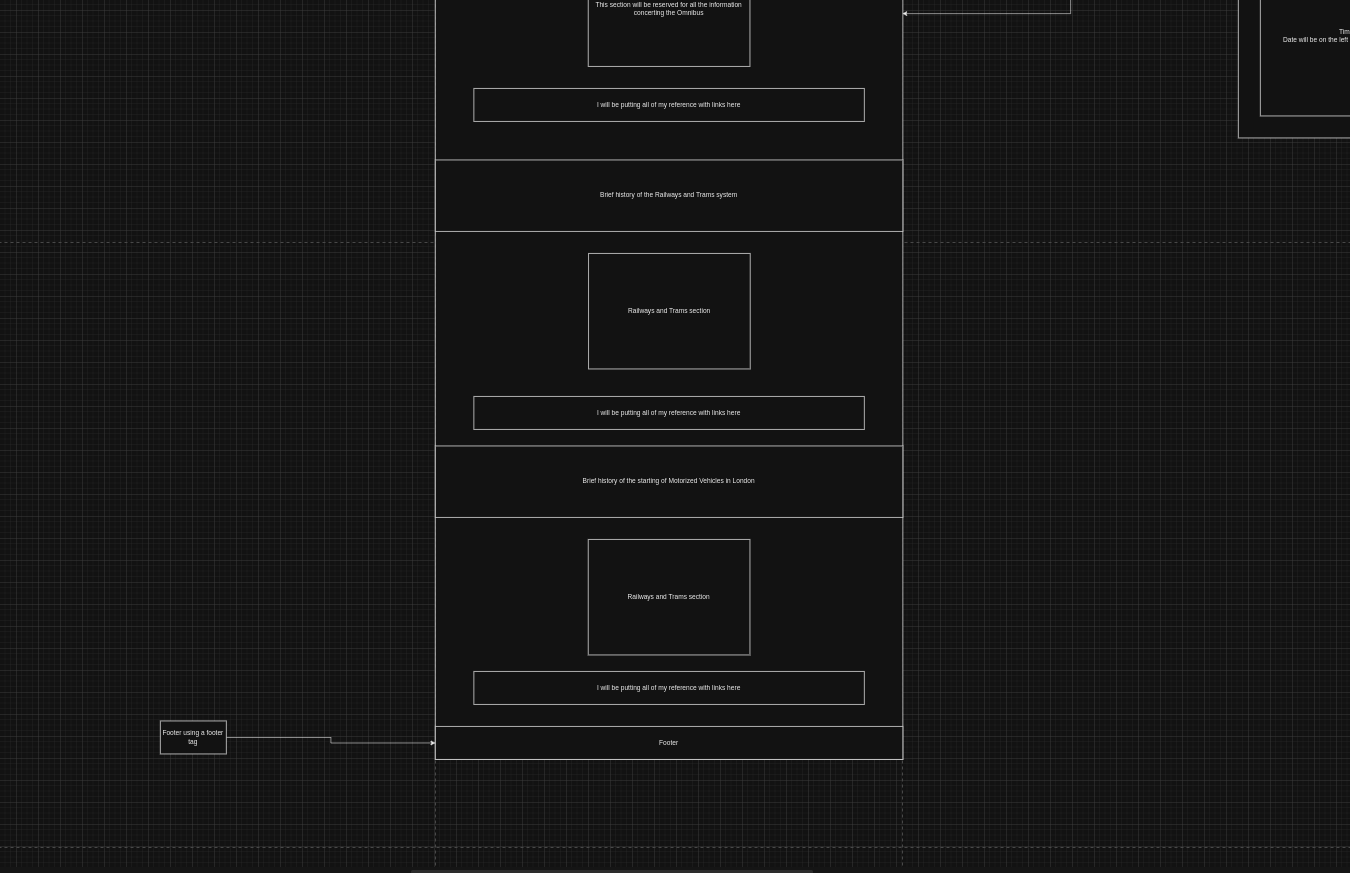 This section will be reserved for all the information
concerting the Omnibus
Tim
Date will be on the left
I will be putting all of my reference with links here
Brief history of the Railways and Trams system
Railways and Trams section
I will be putting all of my reference with links here
Brief history of the starting of Motorized Vehicles in London
Railways and Trams section
I will be putting all of my reference with links here
Footer using a footer
tag
Footer